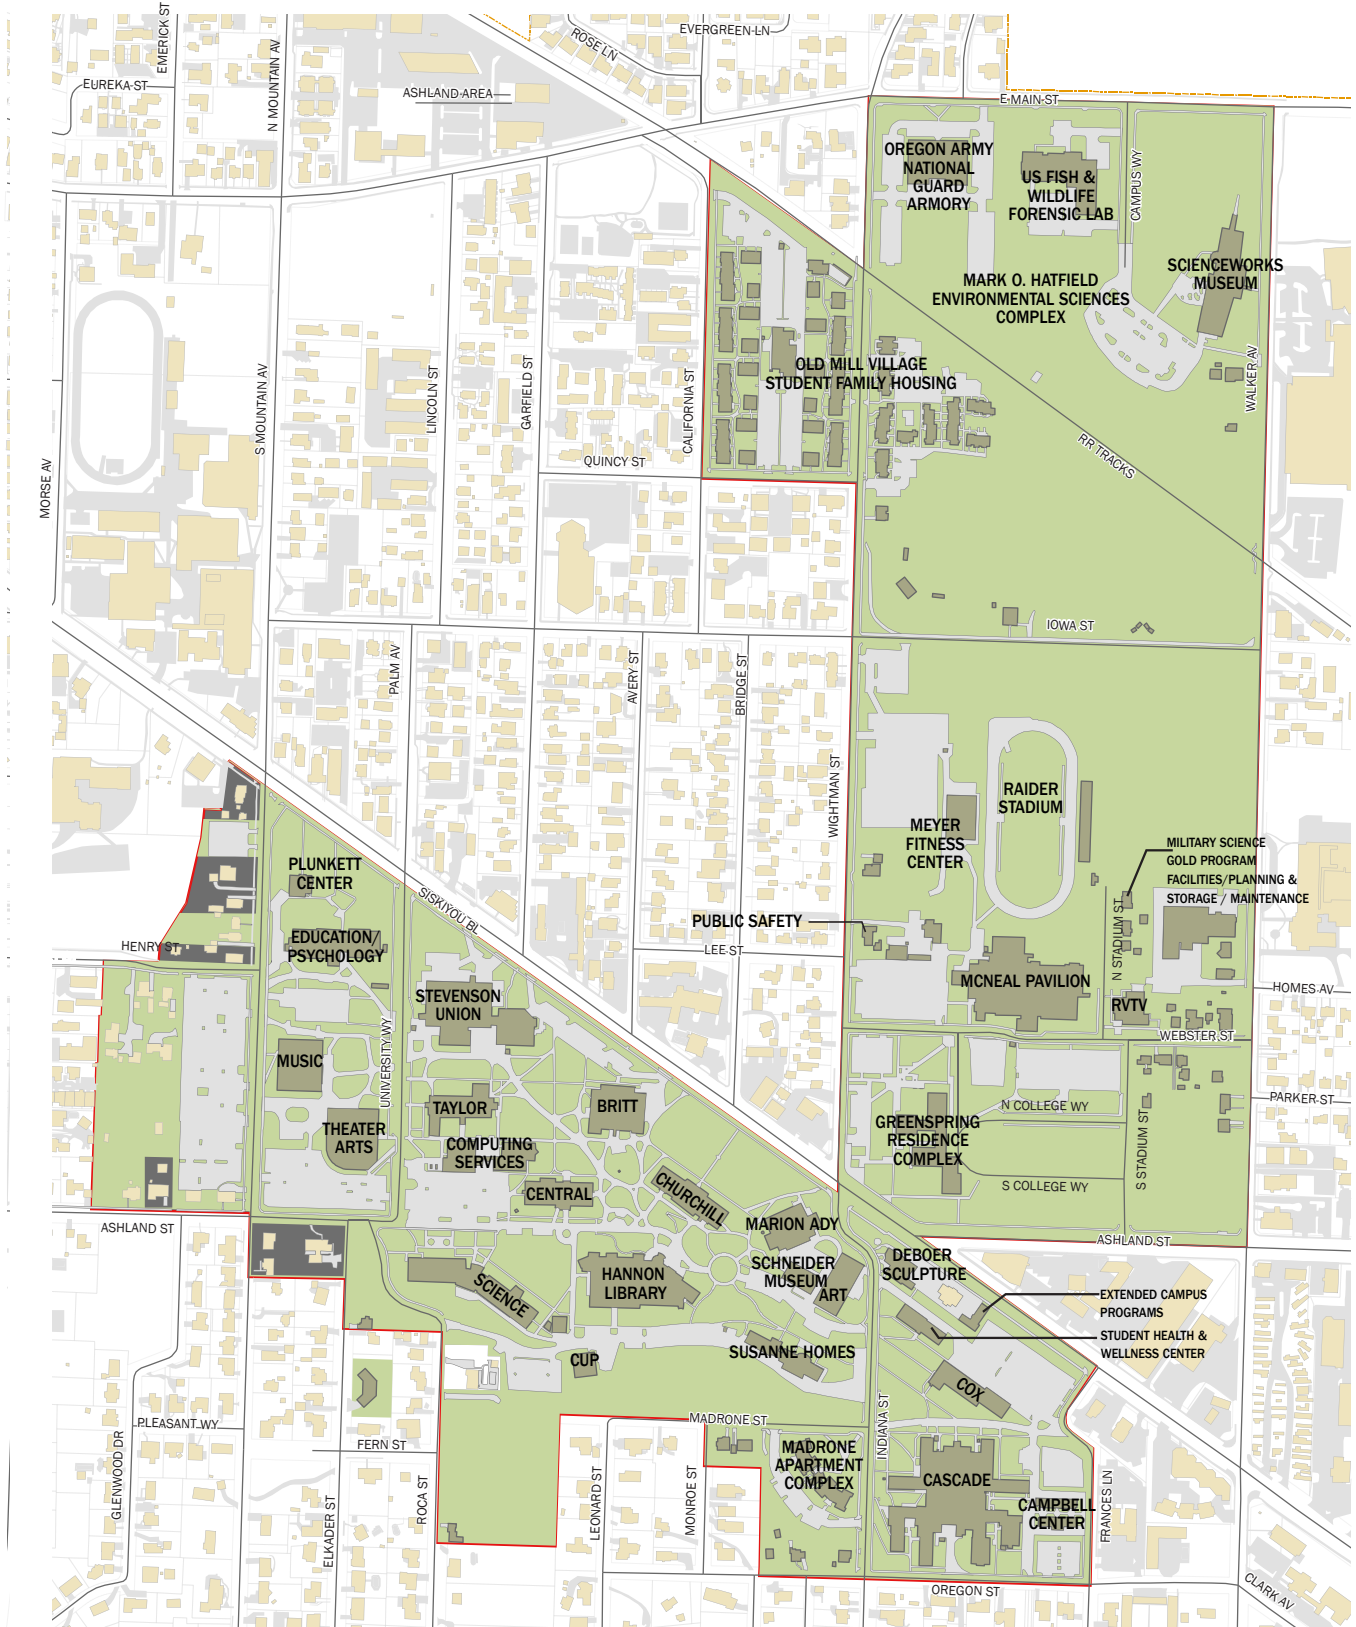 EMERICK ST
EVERGREEN LN
ROSE LN
N MOUNTAIN AV
EUREKA ST
ASHLAND AREA
E MAIN ST
OREGON ARMY
NATIONAL
GUARD
ARMORY
US FISH &
WILDLIFE
FORENSIC LAB
CAMPUS WY
SCIENCEWORKS
MUSEUM
MARK O. HATFIELD
ENVIRONMENTAL SCIENCES
COMPLEX
WALKER AV
OLD MILL VILLAGE
STUDENT FAMILY HOUSING
S MOUNTAIN AV
LINCOLN ST
GARFIELD ST
CALIFORNIA ST
QUINCY ST
RR TRACKS
MORSE AV
IOWA ST
PALM AV
AVERY ST
BRIDGE ST
WIGHTMAN ST
RAIDER
STADIUM
MEYER
FITNESS
CENTER
MILITARY SCIENCE
GOLD PROGRAM
FACILITIES/PLANNING &
STORAGE / MAINTENANCE
PLUNKETT
CENTER
SISKIYOU BL
PUBLIC SAFETY
LEE ST
N STADIUM ST
HENRY ST
EDUCATION/
PSYCHOLOGY
MCNEAL PAVILION
HOMES AV
STEVENSON
UNION
RVTV
WEBSTER ST
UNIVERSITY WY
MUSIC
TAYLOR
BRITT
N COLLEGE WY
PARKER ST
THEATER
ARTS
COMPUTING
SERVICES
GREENSPRING
RESIDENCE
COMPLEX
S STADIUM ST
CENTRAL
CHURCHILL
S COLLEGE WY
ASHLAND ST
MARION ADY
ASHLAND ST
SCHNEIDER
MUSEUM
ART
DEBOER
SCULPTURE
HANNON
LIBRARY
SCIENCE
EXTENDED CAMPUS
PROGRAMS
STUDENT HEALTH &
WELLNESS CENTER
SUSANNE HOMES
CUP
COX
INDIANA ST
MADRONE ST
PLEASANT WY
GLENWOOD DR
FERN ST
MADRONE
APARTMENT
COMPLEX
CASCADE
CAMPBELL
CENTER
ELKADER ST
ROCA ST
LEONARD ST
MONROE ST
FRANCES LN
OREGON ST
CLARK AV